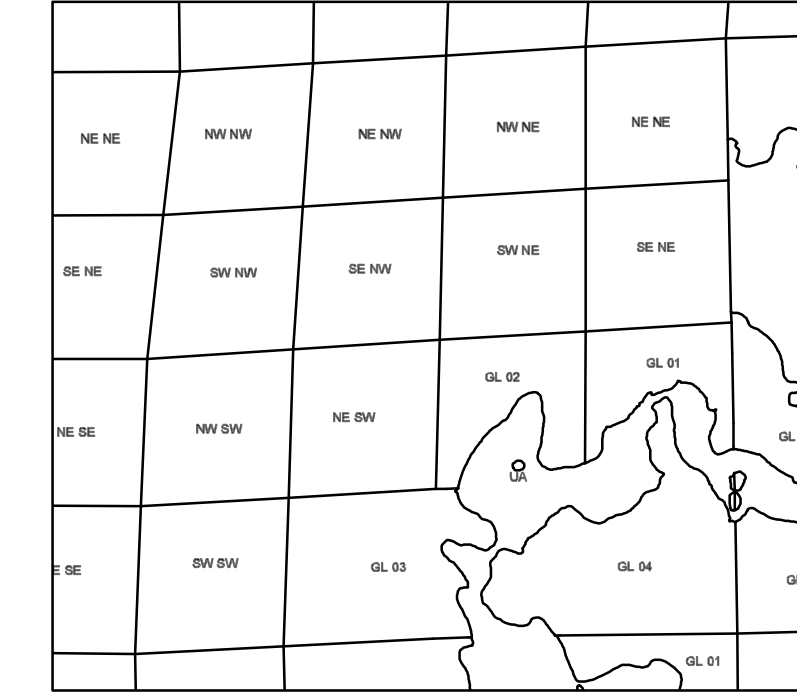 NE NE
NW NW
NE NW
NW NE
NE NE
SE NE
SW NW
SE NW
SW NE
SE NE
GL 02
GL 01
NE SE
NW SW
NE SW
GL
UA
E SE
SW SW
GL 03
GL 04
GL 01